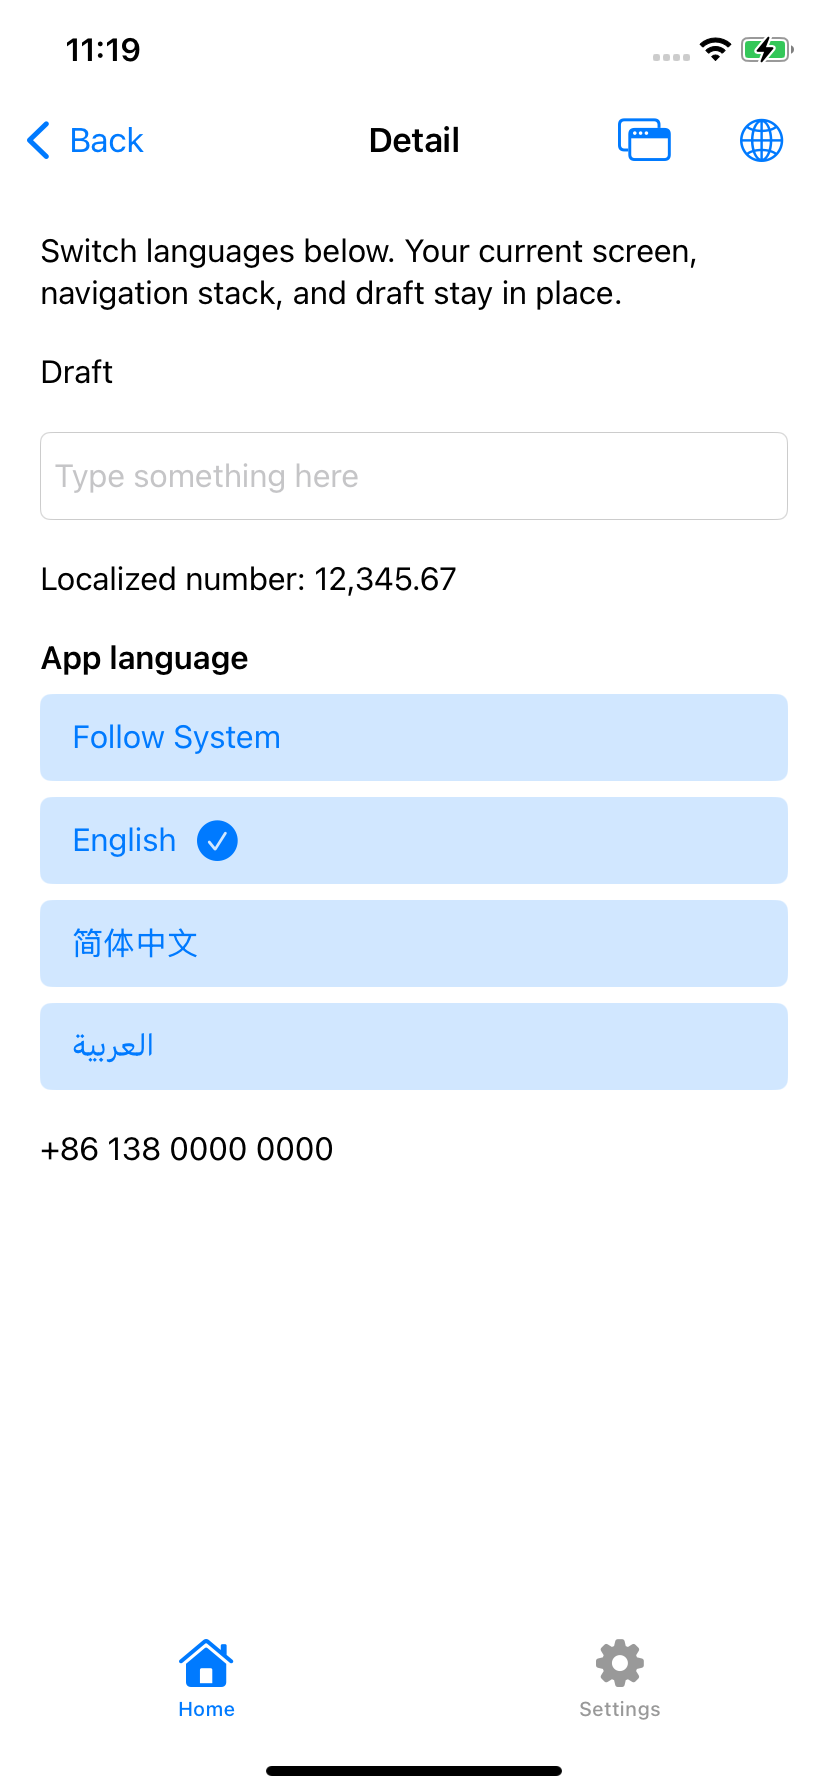 11:19
Back
Detail
Switch languages below. Your current screen,
navigation stack, and draft stay in place.
Draft
Type something here
Localized number: 12,345.67
App language
Follow System
English
简体中文
العربية
+86 138 0000 0000
Home
Settings